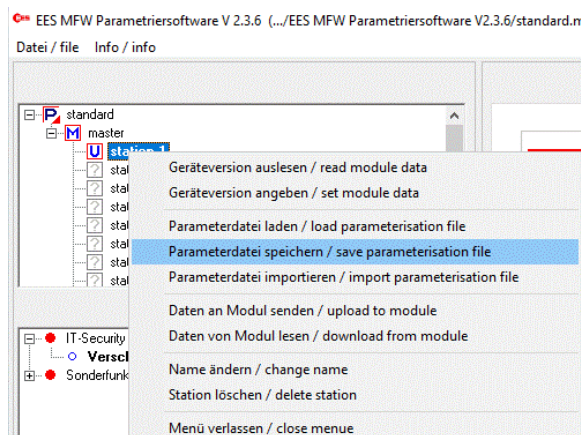 EES EES MFW Parametriersoftware V 2.3.6 (.../EES MFW Parametriersoftware V2.3.6/standard.m
Datei / file Info / info
P standard
M master
U station 1
Geräteversion auslesen / read module data
Geräteversion angeben / set module data
Parameterdatei laden / load parameterisation file
Parameterdatei speichern / save parameterisation file
Parameterdatei importieren / import parameterisation file
Daten an Modul senden / upload to module
Daten von Modul lesen / download from module
IT-Security
Versch
Sonderfunk
Name ändern / change name
Station löschen / delete station
Menü verlassen / close menue